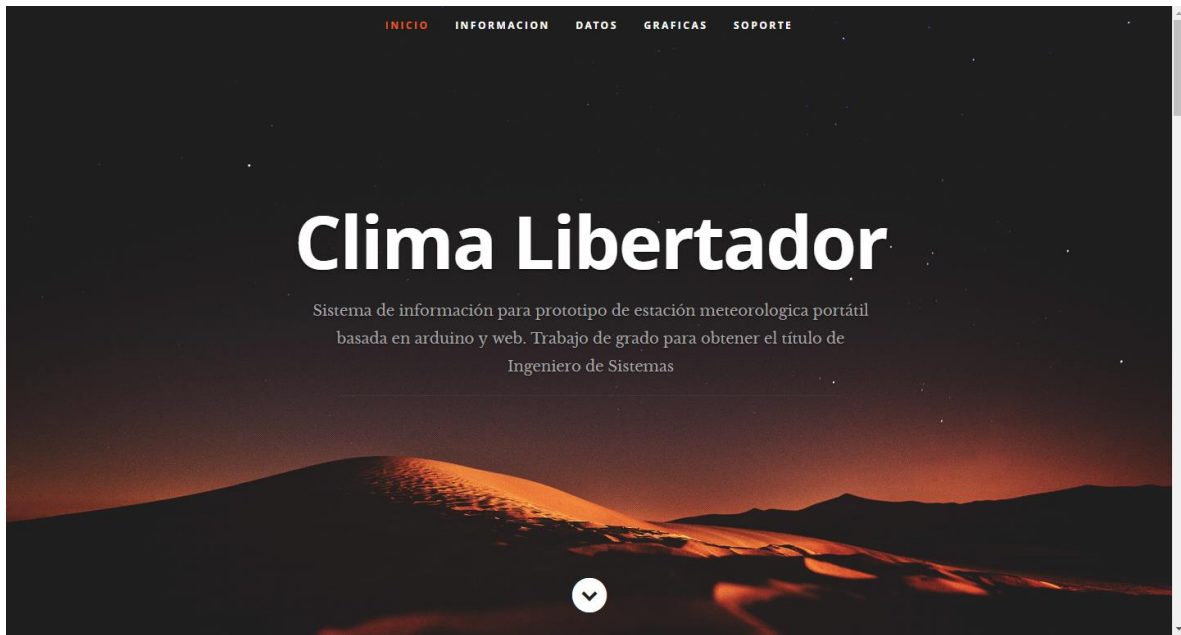 INICIO INFORMACION DATOS GRAFICAS SOPORTE
Clima Libertador
Sistema de información para prototipo de estación meteorologica portátil
basada en arduino y web. Trabajo de grado para obtener el título de
Ingeniero de Sistemas